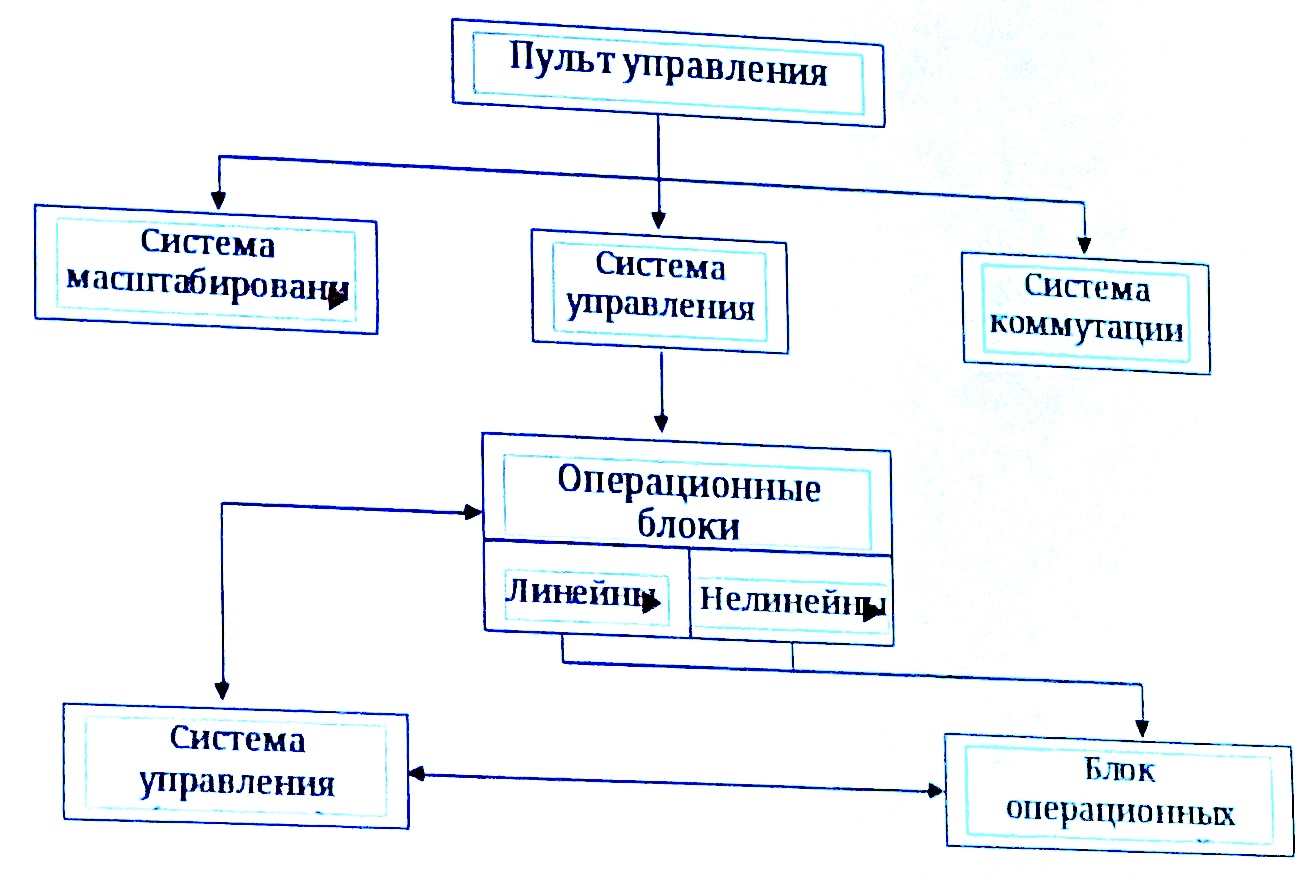 Пульт управления
Система
масштабировани
Система
управления
Система
коммутации
Операционные
блоки
Линейны
Нелинейны
Система
управления
Блок
операционных